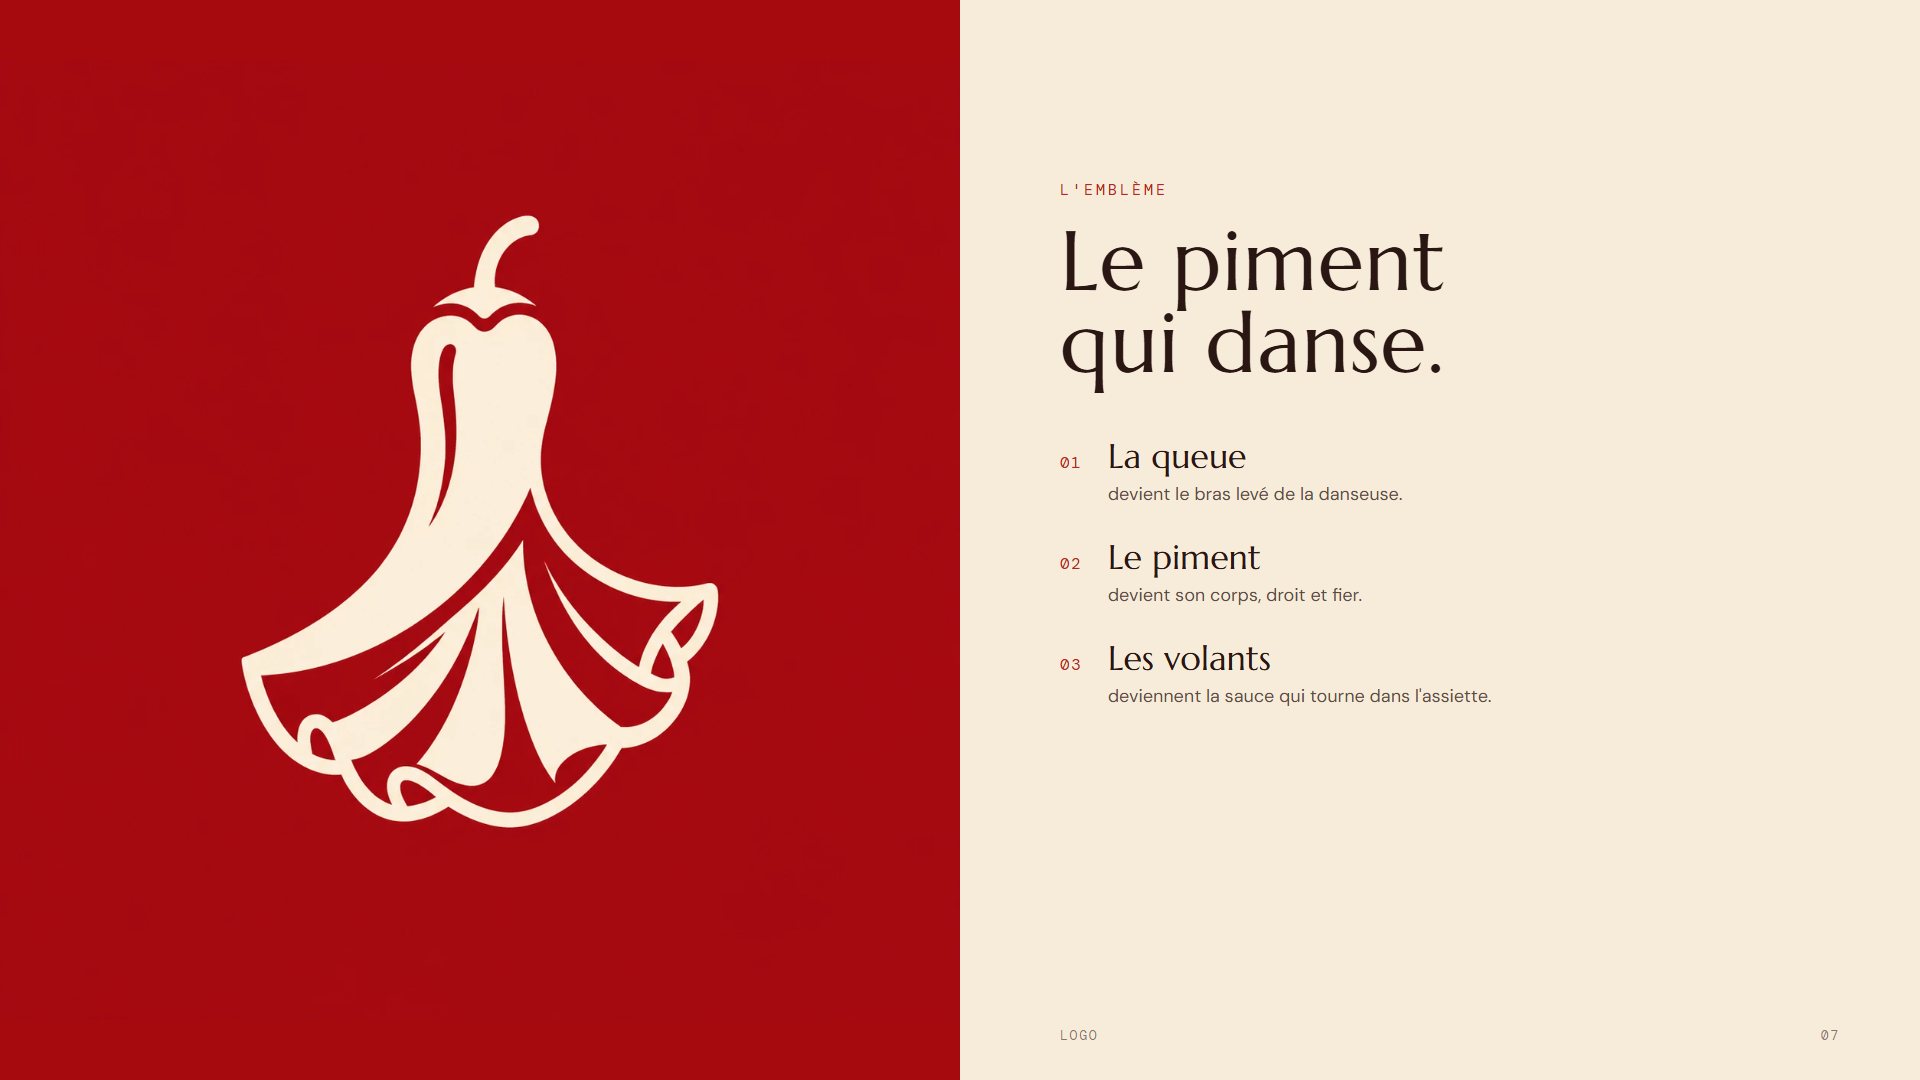 L'EMBLÈME
Le piment
qui danse.
01 La queue
devient le bras levé de la danseuse.
02 Le piment
devient son corps, droit et fier.
03 Les volants
deviennent la sauce qui tourne dans l'assiette.
LOGO 07